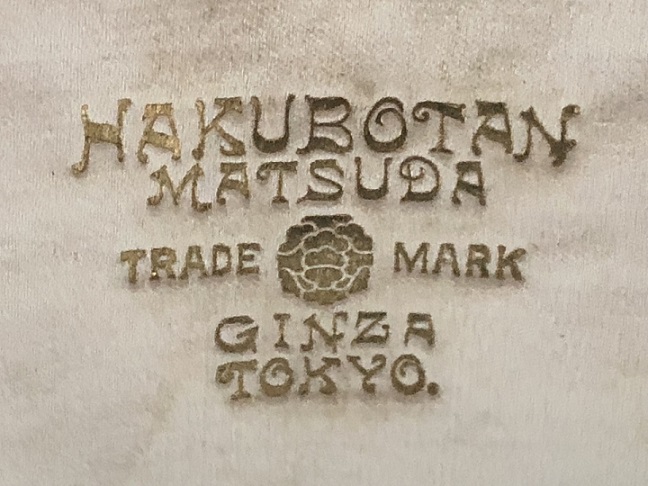 HAKUBOTAN
MATSUDA
TRADE MARK
GINZA
TOKYO.